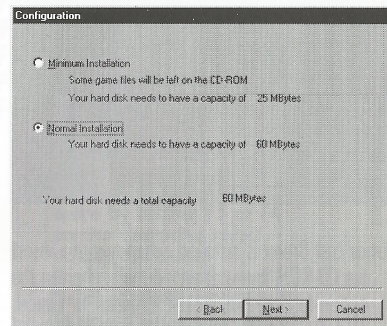 Configuration
Minimum Installation
Some game files will be left on the CD-ROM
Your hard disk needs to have a capacity of 25 MBytes
Normal Installation
Your hard disk needs to have a capacity of 60 MBytes
Your hard disk needs a total capacity 60 MBytes
< Back
Next >
Cancel